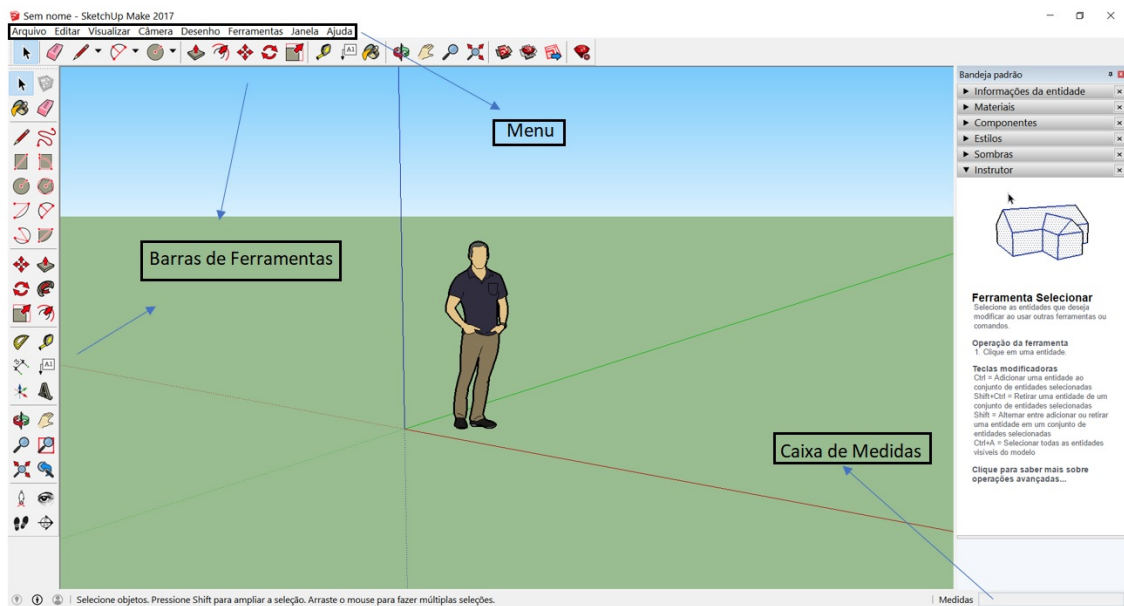 Sem nome - SketchUp Make 2017
Arquivo Editar Visualizar Câmera Desenho Ferramentas Janela Ajuda
A1
Menu
Barras de Ferramentas
A1
Caixa de Medidas
Bandeja padrão
Informações da entidade
Materiais
Componentes
Estilos
Sombras
Instrutor
Ferramenta Selecionar
Selecione as entidades que deseja
modificar ao usar outras ferramentas ou
comandos.
Operação da ferramenta
1. Clique em uma entidade.
Teclas modificadoras
Ctrl = Adicionar uma entidade ao
conjunto de entidades selecionadas
Shift+Ctrl = Retirar uma entidade de um
conjunto de entidades selecionadas
Shift = Alternar entre adicionar ou retirar
uma entidade em um conjunto de
entidades selecionadas
Ctrl+A = Selecionar todas as entidades
visíveis do modelo
Clique para saber mais sobre
operações avançadas...
Selecione objetos. Pressione Shift para ampliar a seleção. Arraste o mouse para fazer múltiplas seleções.
Medidas